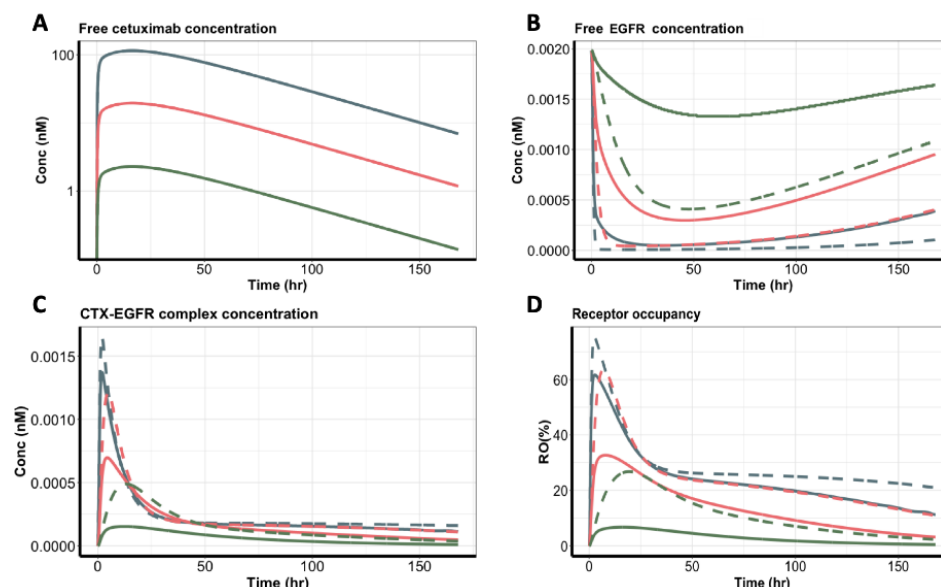 A
Free cetuximab concentration
Conc (nM)
100
1
0
50
100
150
Time (hr)
B
Free EGFR concentration
Conc (nM)
0.0020
0.0015
0.0010
0.0005
0.0000
0
50
100
150
Time (hr)
C
CTX-EGFR complex concentration
Conc (nM)
0.0015
0.0010
0.0005
0.0000
0
50
100
150
Time (hr)
D
Receptor occupancy
RO(%)
60
40
20
0
0
50
100
150
Time (hr)